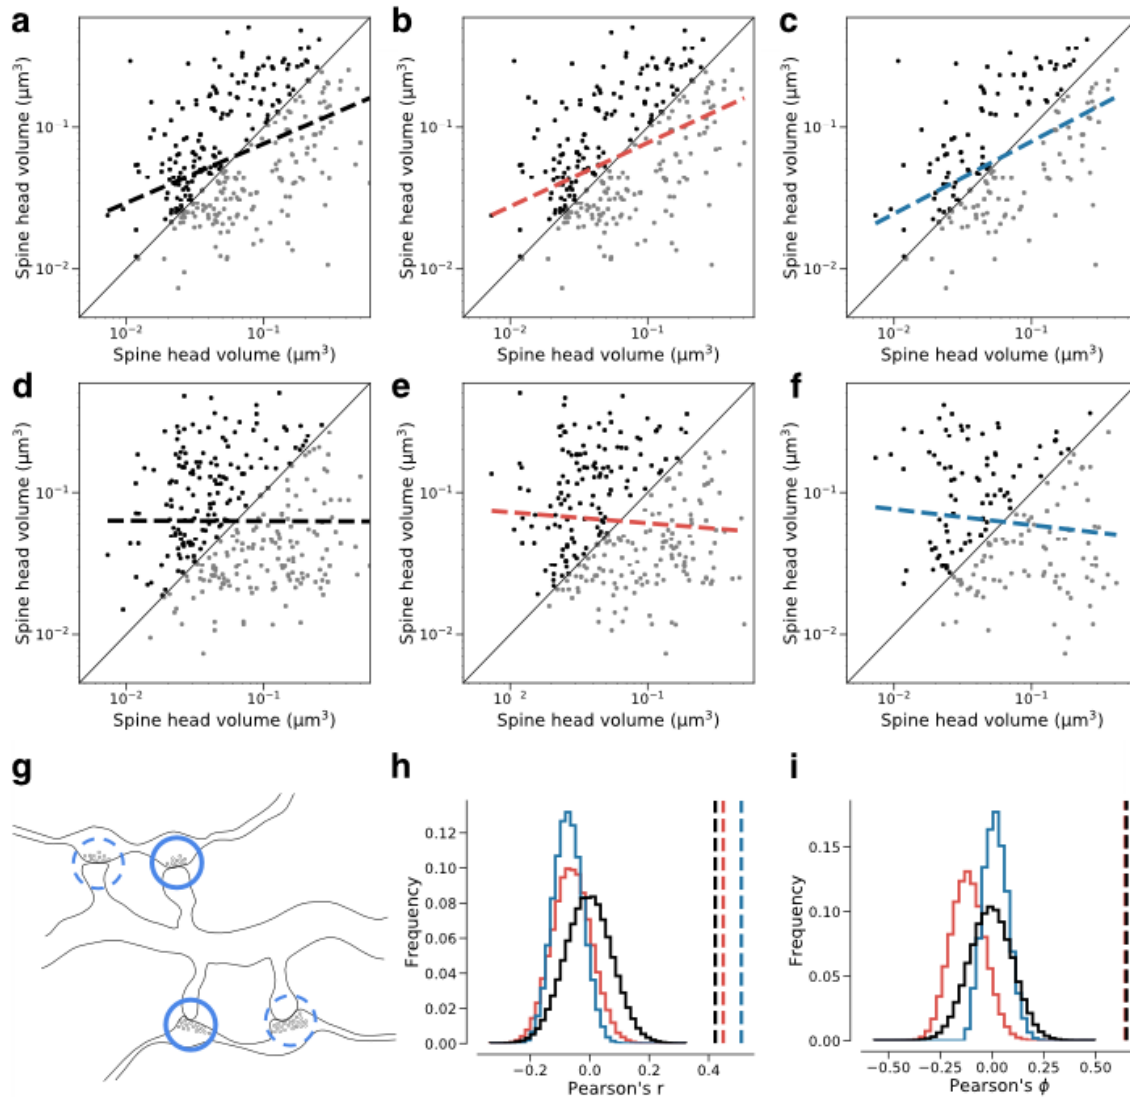 a
b
c
Spine head volume (μm³)
10⁻¹
10⁻²
10⁻² 10⁻¹
Spine head volume (μm³)
Spine head volume (μm³)
10⁻¹
10⁻²
10⁻² 10⁻¹
Spine head volume (μm³)
Spine head volume (μm³)
10⁻¹
10⁻²
10⁻² 10⁻¹
Spine head volume (μm³)
d
e
f
Spine head volume (μm³)
10⁻¹
10⁻²
10⁻² 10⁻¹
Spine head volume (μm³)
Spine head volume (μm³)
10⁻¹
10⁻²
10⁻² 10⁻¹
Spine head volume (μm³)
Spine head volume (μm³)
10⁻¹
10⁻²
10⁻² 10⁻¹
Spine head volume (μm³)
g
h
i
Frequency
0.12
0.10
0.08
0.06
0.04
0.02
0.00
−0.2 0.0 0.2 0.4
Pearson's r
Frequency
0.15
0.10
0.05
0.00
−0.50 −0.25 0.00 0.25 0.50
Pearson's ϕ